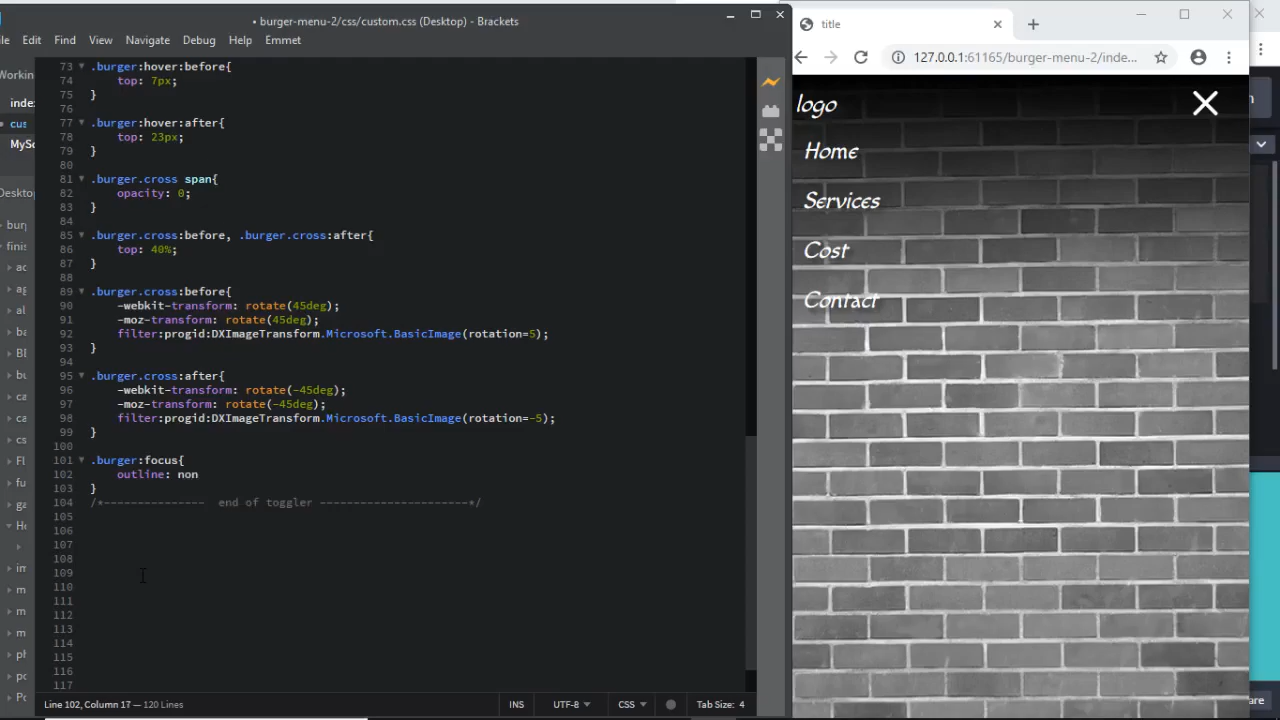 • burger-menu-2/css/custom.css (Desktop) - Brackets
Edit Find View Navigate Debug Help Emmet
73 .burger:hover:before{
74 top: 7px;
75 }
76
77 .burger:hover:after{
78 top: 23px;
79 }
80
81 .burger.cross span{
82 opacity: 0;
83 }
84
85 .burger.cross:before, .burger.cross:after{
86 top: 40%;
87 }
88
89 .burger.cross:before{
90 -webkit-transform: rotate(45deg);
91 -moz-transform: rotate(45deg);
92 filter:progid:DXImageTransform.Microsoft.BasicImage(rotation=5);
93 }
94
95 .burger.cross:after{
96 -webkit-transform: rotate(-45deg);
97 -moz-transform: rotate(-45deg);
98 filter:progid:DXImageTransform.Microsoft.BasicImage(rotation=-5);
99 }
100
101 .burger:focus{
102 outline: non
103 }
104 /*--------------- end of toggler ----------------------*/
105
106
107
108
109
110
111
112
113
114
115
116
117
Line 102, Column 17 — 120 Lines
INS UTF-8 CSS Tab Size: 4
title
127.0.0.1:61165/burger-menu-2/inde...
logo
Home
Services
Cost
Contact